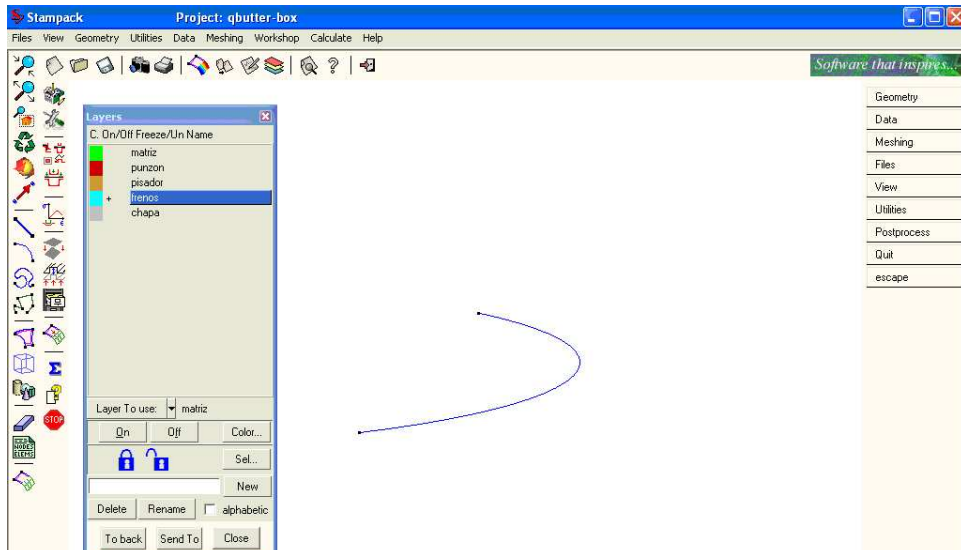 Stampack Project: qbutter-box
Files View Geometry Utilities Data Meshing Workshop Calculate Help
Software that inspires...
Layers
C. On/Off Freeze/Un Name
matriz
punzon
pisador
+ frenos
chapa
Layer To use: matriz
On Off Color...
Sel...
New
Delete Rename alphabetic
To back Send To Close
STOP
NODES
ELEMS
Geometry
Data
Meshing
Files
View
Utilities
Postprocess
Quit
escape